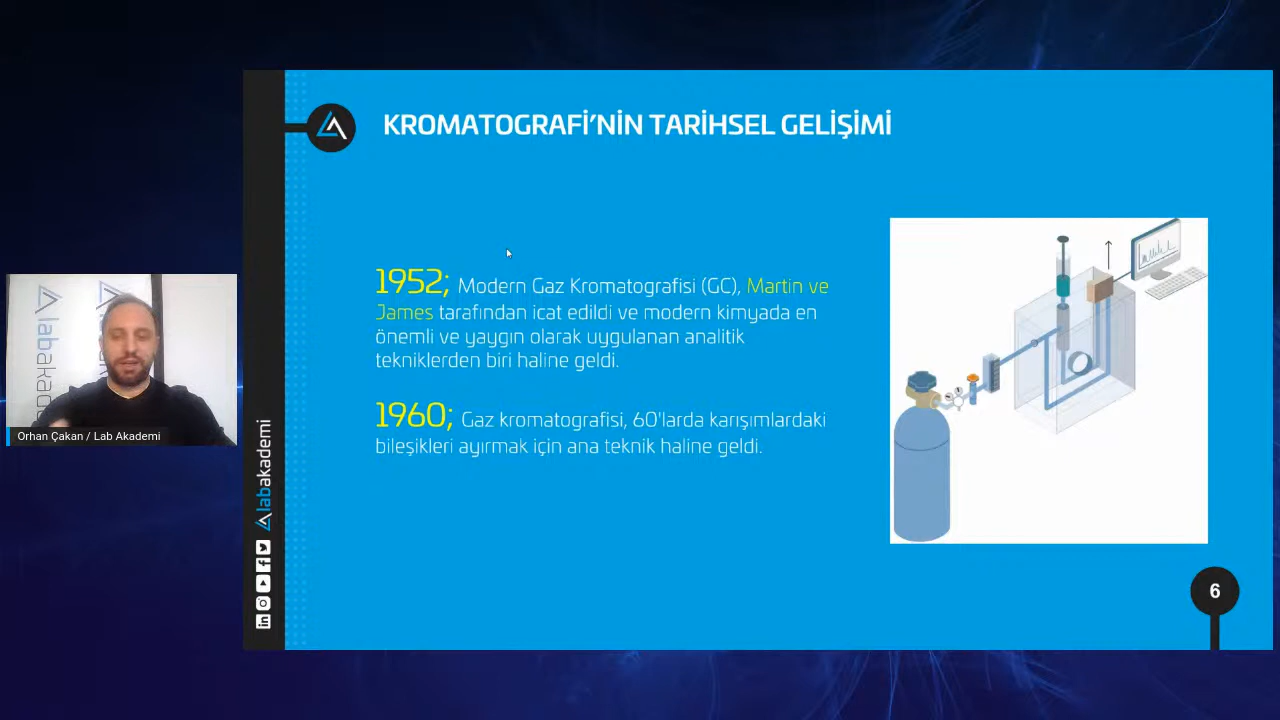 KROMATOGRAFİ’NİN TARİHSEL GELİŞİMİ
1952; Modern Gaz Kromatografisi (GC), Martin ve
James tarafından icat edildi ve modern kimyada en
önemli ve yaygın olarak uygulanan analitik
tekniklerden biri haline geldi.
1960; Gaz kromatografisi, 60'larda karışımlardaki
bileşikleri ayırmak için ana teknik haline geldi.
labakademi
labakade
Orhan Çakan / Lab Akademi
6